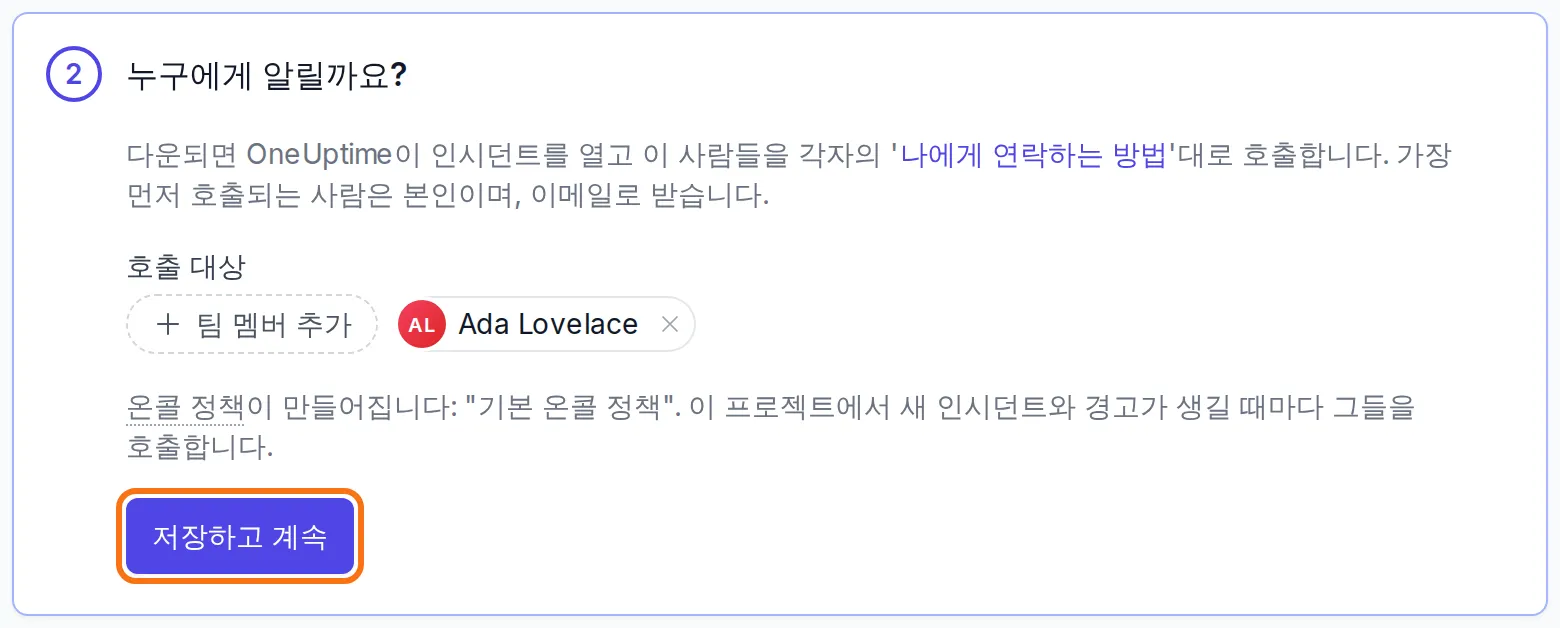 2
누구에게 알릴까요?
다운되면 OneUptime이 인시던트를 열고 이 사람들을 각자의 '나에게 연락하는 방법'대로 호출합니다. 가장
먼저 호출되는 사람은 본인이며, 이메일로 받습니다.
호출 대상
+ 팀 멤버 추가
AL Ada Lovelace ×
온콜 정책이 만들어집니다: "기본 온콜 정책". 이 프로젝트에서 새 인시던트와 경고가 생길 때마다 그들을
호출합니다.
저장하고 계속